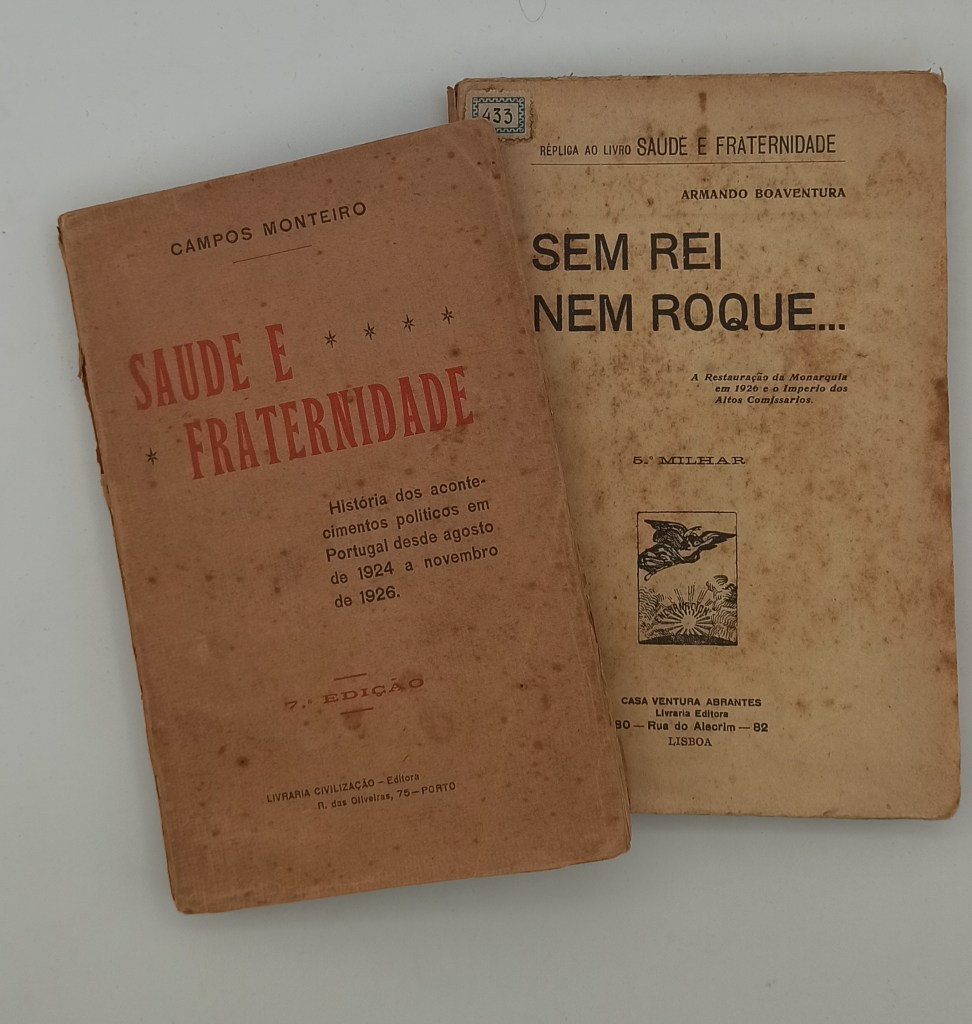 CAMPOS MONTEIRO
SAUDE E * * * *
* FRATERNIDADE
História dos aconte-
cimentos politicos em
Portugal desde agosto
de 1924 a novembro
de 1926.
7.ª EDIÇÃO
LIVRARIA CIVILIZAÇÃO – Editora
R. das Oliveiras, 75—PORTO
433
RÉPLICA AO LIVRO SAUDE E FRATERNIDADE
ARMANDO BOAVENTURA
SEM REI
NEM ROQUE...
A Restauração da Monarquia
em 1926 e o Imperio dos
Altos Comissarios.
5.º MILHAR
CASA VENTURA ABRANTES
Livraria Editora
80 — Rua do Alecrim — 82
LISBOA